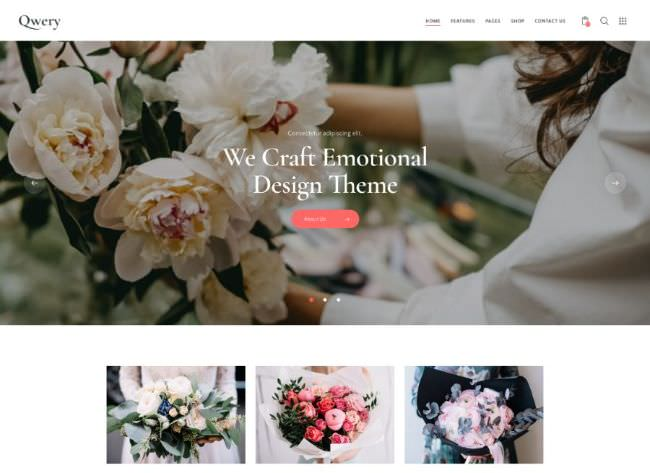 Qwery
HOME FEATURES PAGES SHOP CONTACT US
Consectetur adipiscing elit.
We Craft Emotional
Design Theme
About Us